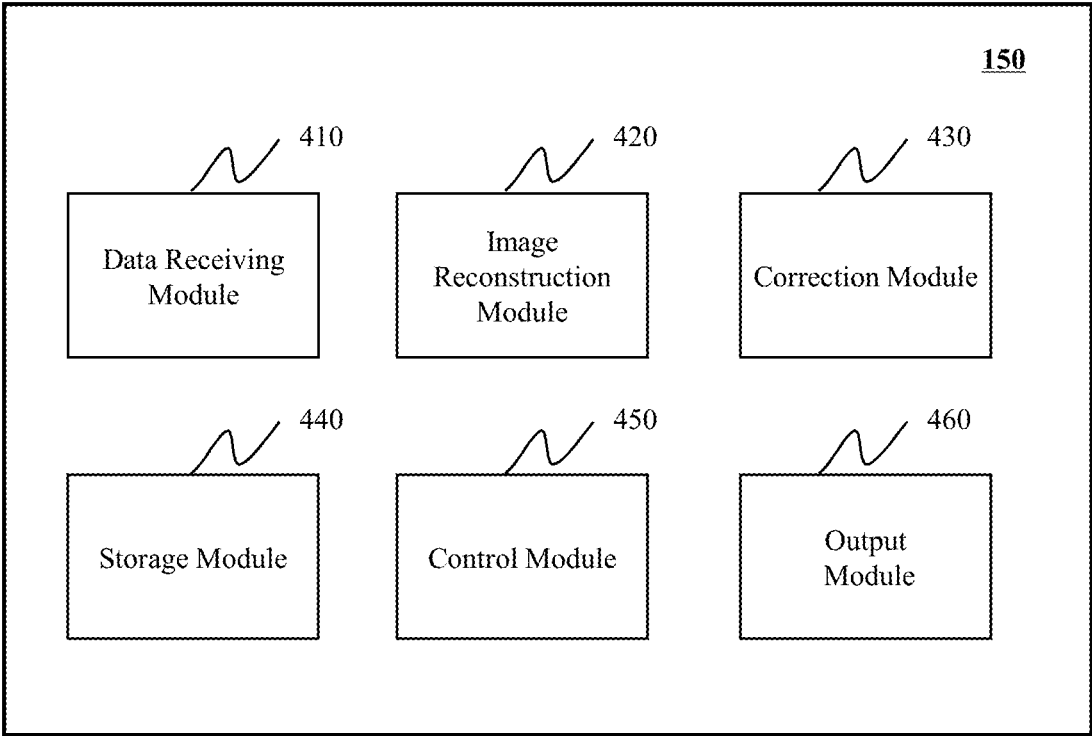 150
410
420
430
Data Receiving
Module
Image
Reconstruction
Module
Correction Module
440
450
460
Storage Module
Control Module
Output
Module